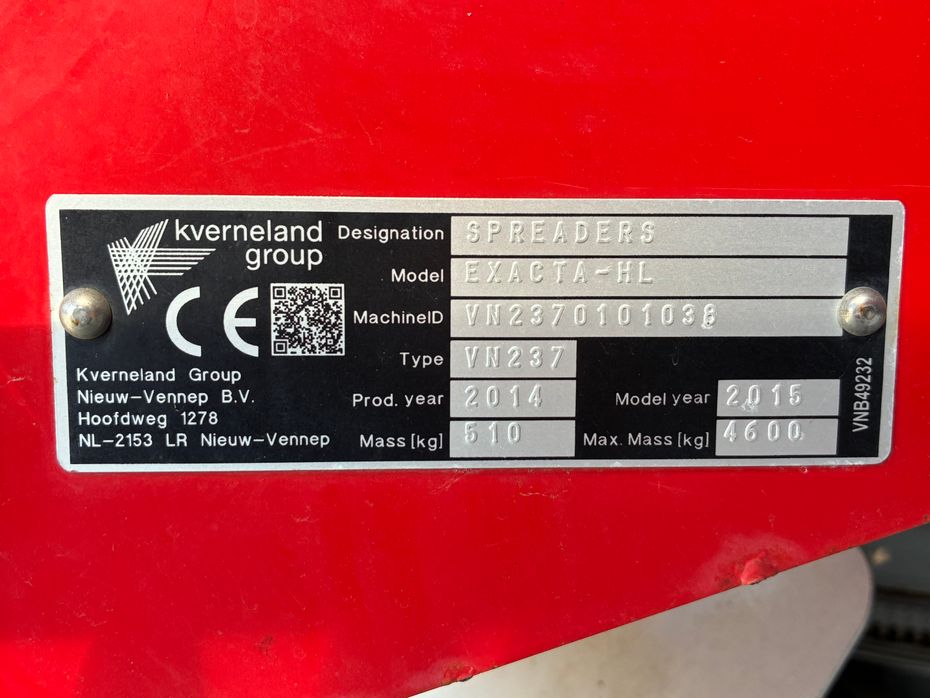 kverneland
group
CE
Kverneland Group
Nieuw-Vennep B.V.
Hoofdweg 1278
NL-2153 LR Nieuw-Vennep
Designation SPREADERS
Model EXACTA-HL
MachineID VN2370101038
Type VN237
Prod. year 2014 Model year 2015
Mass [kg] 510 Max. Mass [kg] 4600
VNB49232